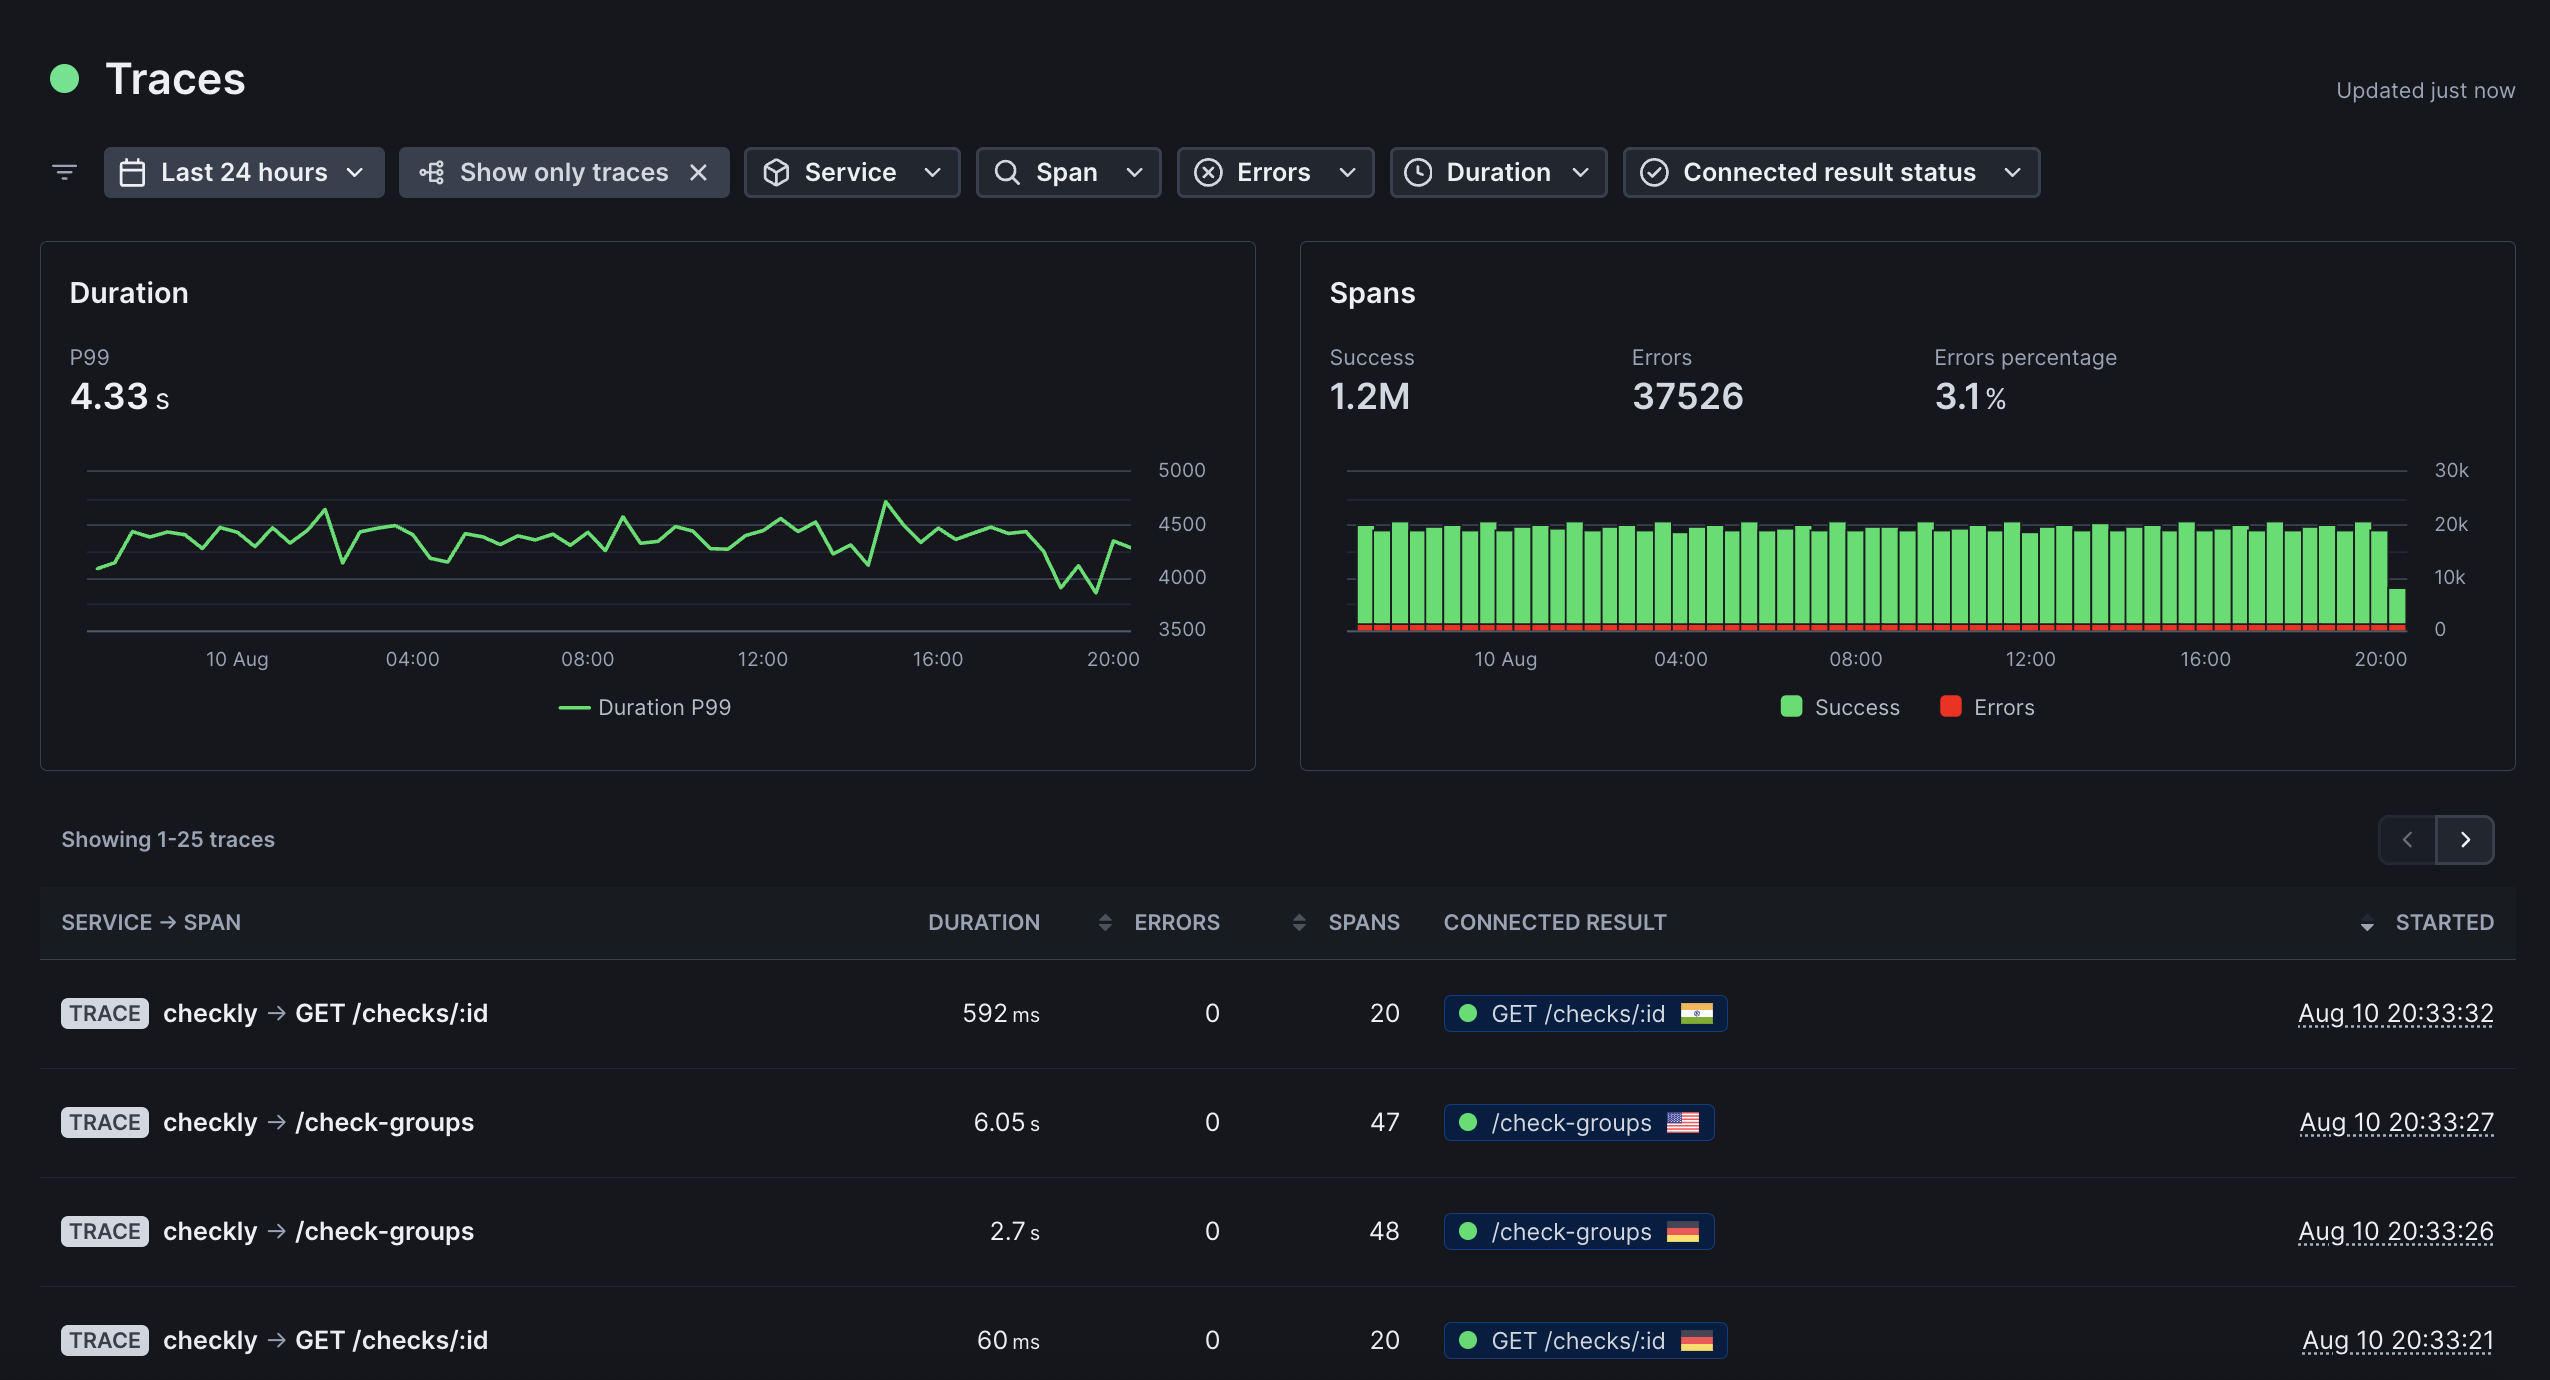 Traces
Updated just now
Last 24 hours
Show only traces
Service
Span
Errors
Duration
Connected result status
Duration
P99
4.33 s
5000
4500
4000
3500
10 Aug 04:00 08:00 12:00 16:00 20:00
Duration P99
Spans
Success Errors Errors percentage
1.2M 37526 3.1 %
30k
20k
10k
0
10 Aug 04:00 08:00 12:00 16:00 20:00
Success Errors
Showing 1-25 traces
SERVICE → SPAN DURATION ERRORS SPANS CONNECTED RESULT STARTED
TRACE checkly → GET /checks/:id 592 ms 0 20 GET /checks/:id Aug 10 20:33:32
TRACE checkly → /check-groups 6.05 s 0 47 /check-groups Aug 10 20:33:27
TRACE checkly → /check-groups 2.7 s 0 48 /check-groups Aug 10 20:33:26
TRACE checkly → GET /checks/:id 60 ms 0 20 GET /checks/:id Aug 10 20:33:21